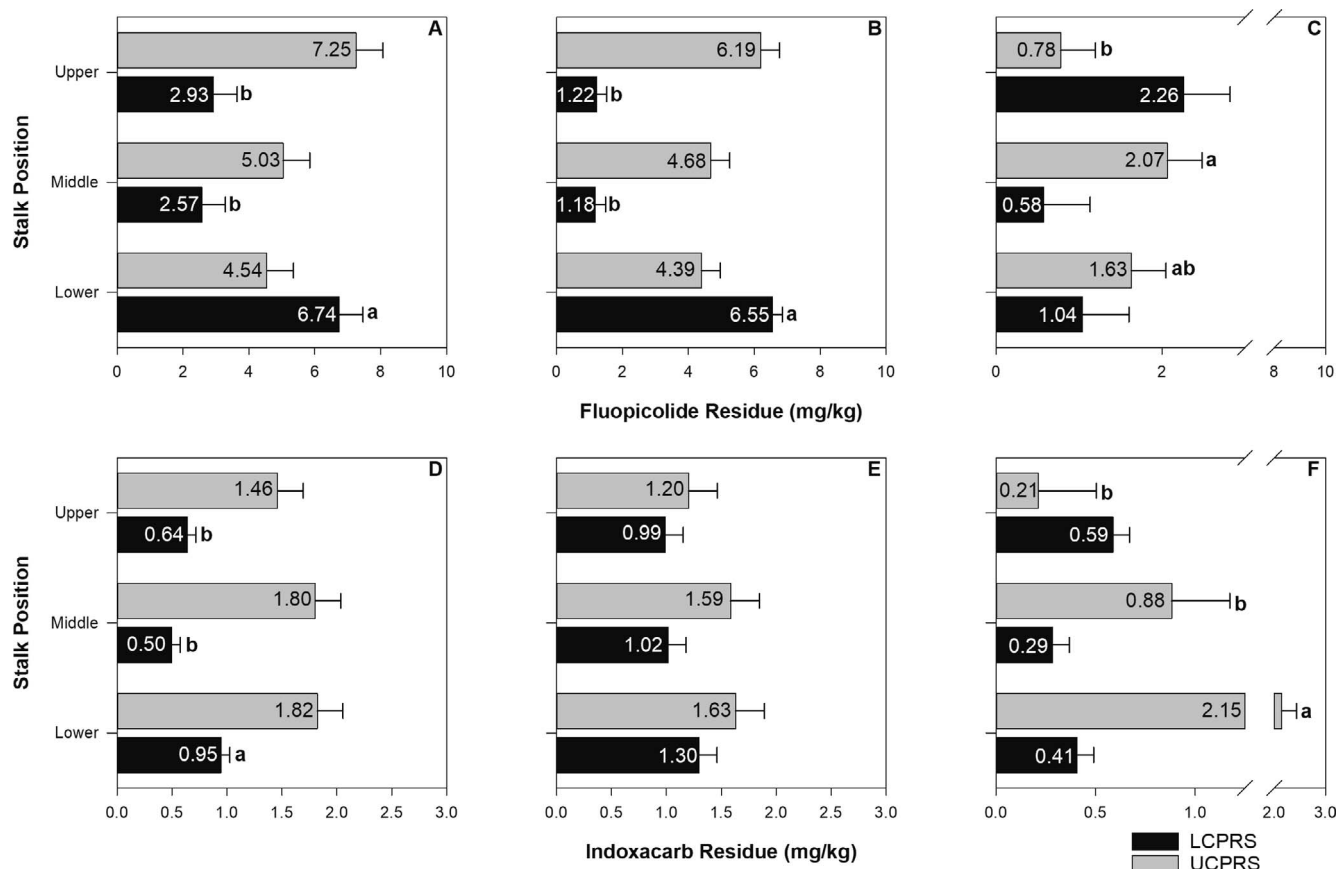 A
B
C
Stalk Position
Upper
7.25
2.93 b
6.19
1.22 b
0.78 b
2.26
Middle
5.03
2.57 b
4.68
1.18 b
2.07 a
0.58
Lower
4.54
6.74 a
4.39
6.55 a
1.63 ab
1.04
0 2 4 6 8 10
0 2 4 6 8 10
0 2 8 10
Fluopicolide Residue (mg/kg)
D
E
F
Stalk Position
Upper
1.46
0.64 b
1.20
0.99
0.21 b
0.59
Middle
1.80
0.50 b
1.59
1.02
0.88 b
0.29
Lower
1.82
0.95 a
1.63
1.30
2.15 a
0.41
0.0 0.5 1.0 1.5 2.0 2.5 3.0
0.0 0.5 1.0 1.5 2.0 2.5 3.0
0.0 0.5 1.0 2.0 3.0
Indoxacarb Residue (mg/kg)
LCPRS
UCPRS